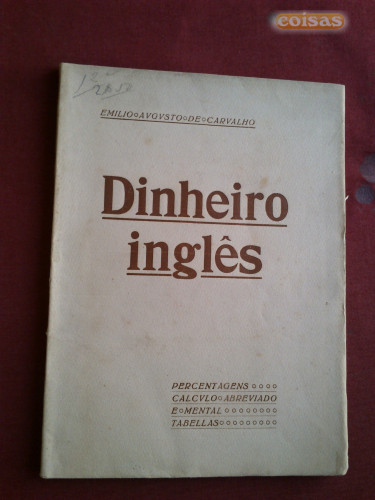 coisas
EMILIO AVGVSTO DE CARVALHO
Dinheiro
inglês
PERCENTAGENS
CALCVLO ABREVIADO
E MENTAL
TABELLAS